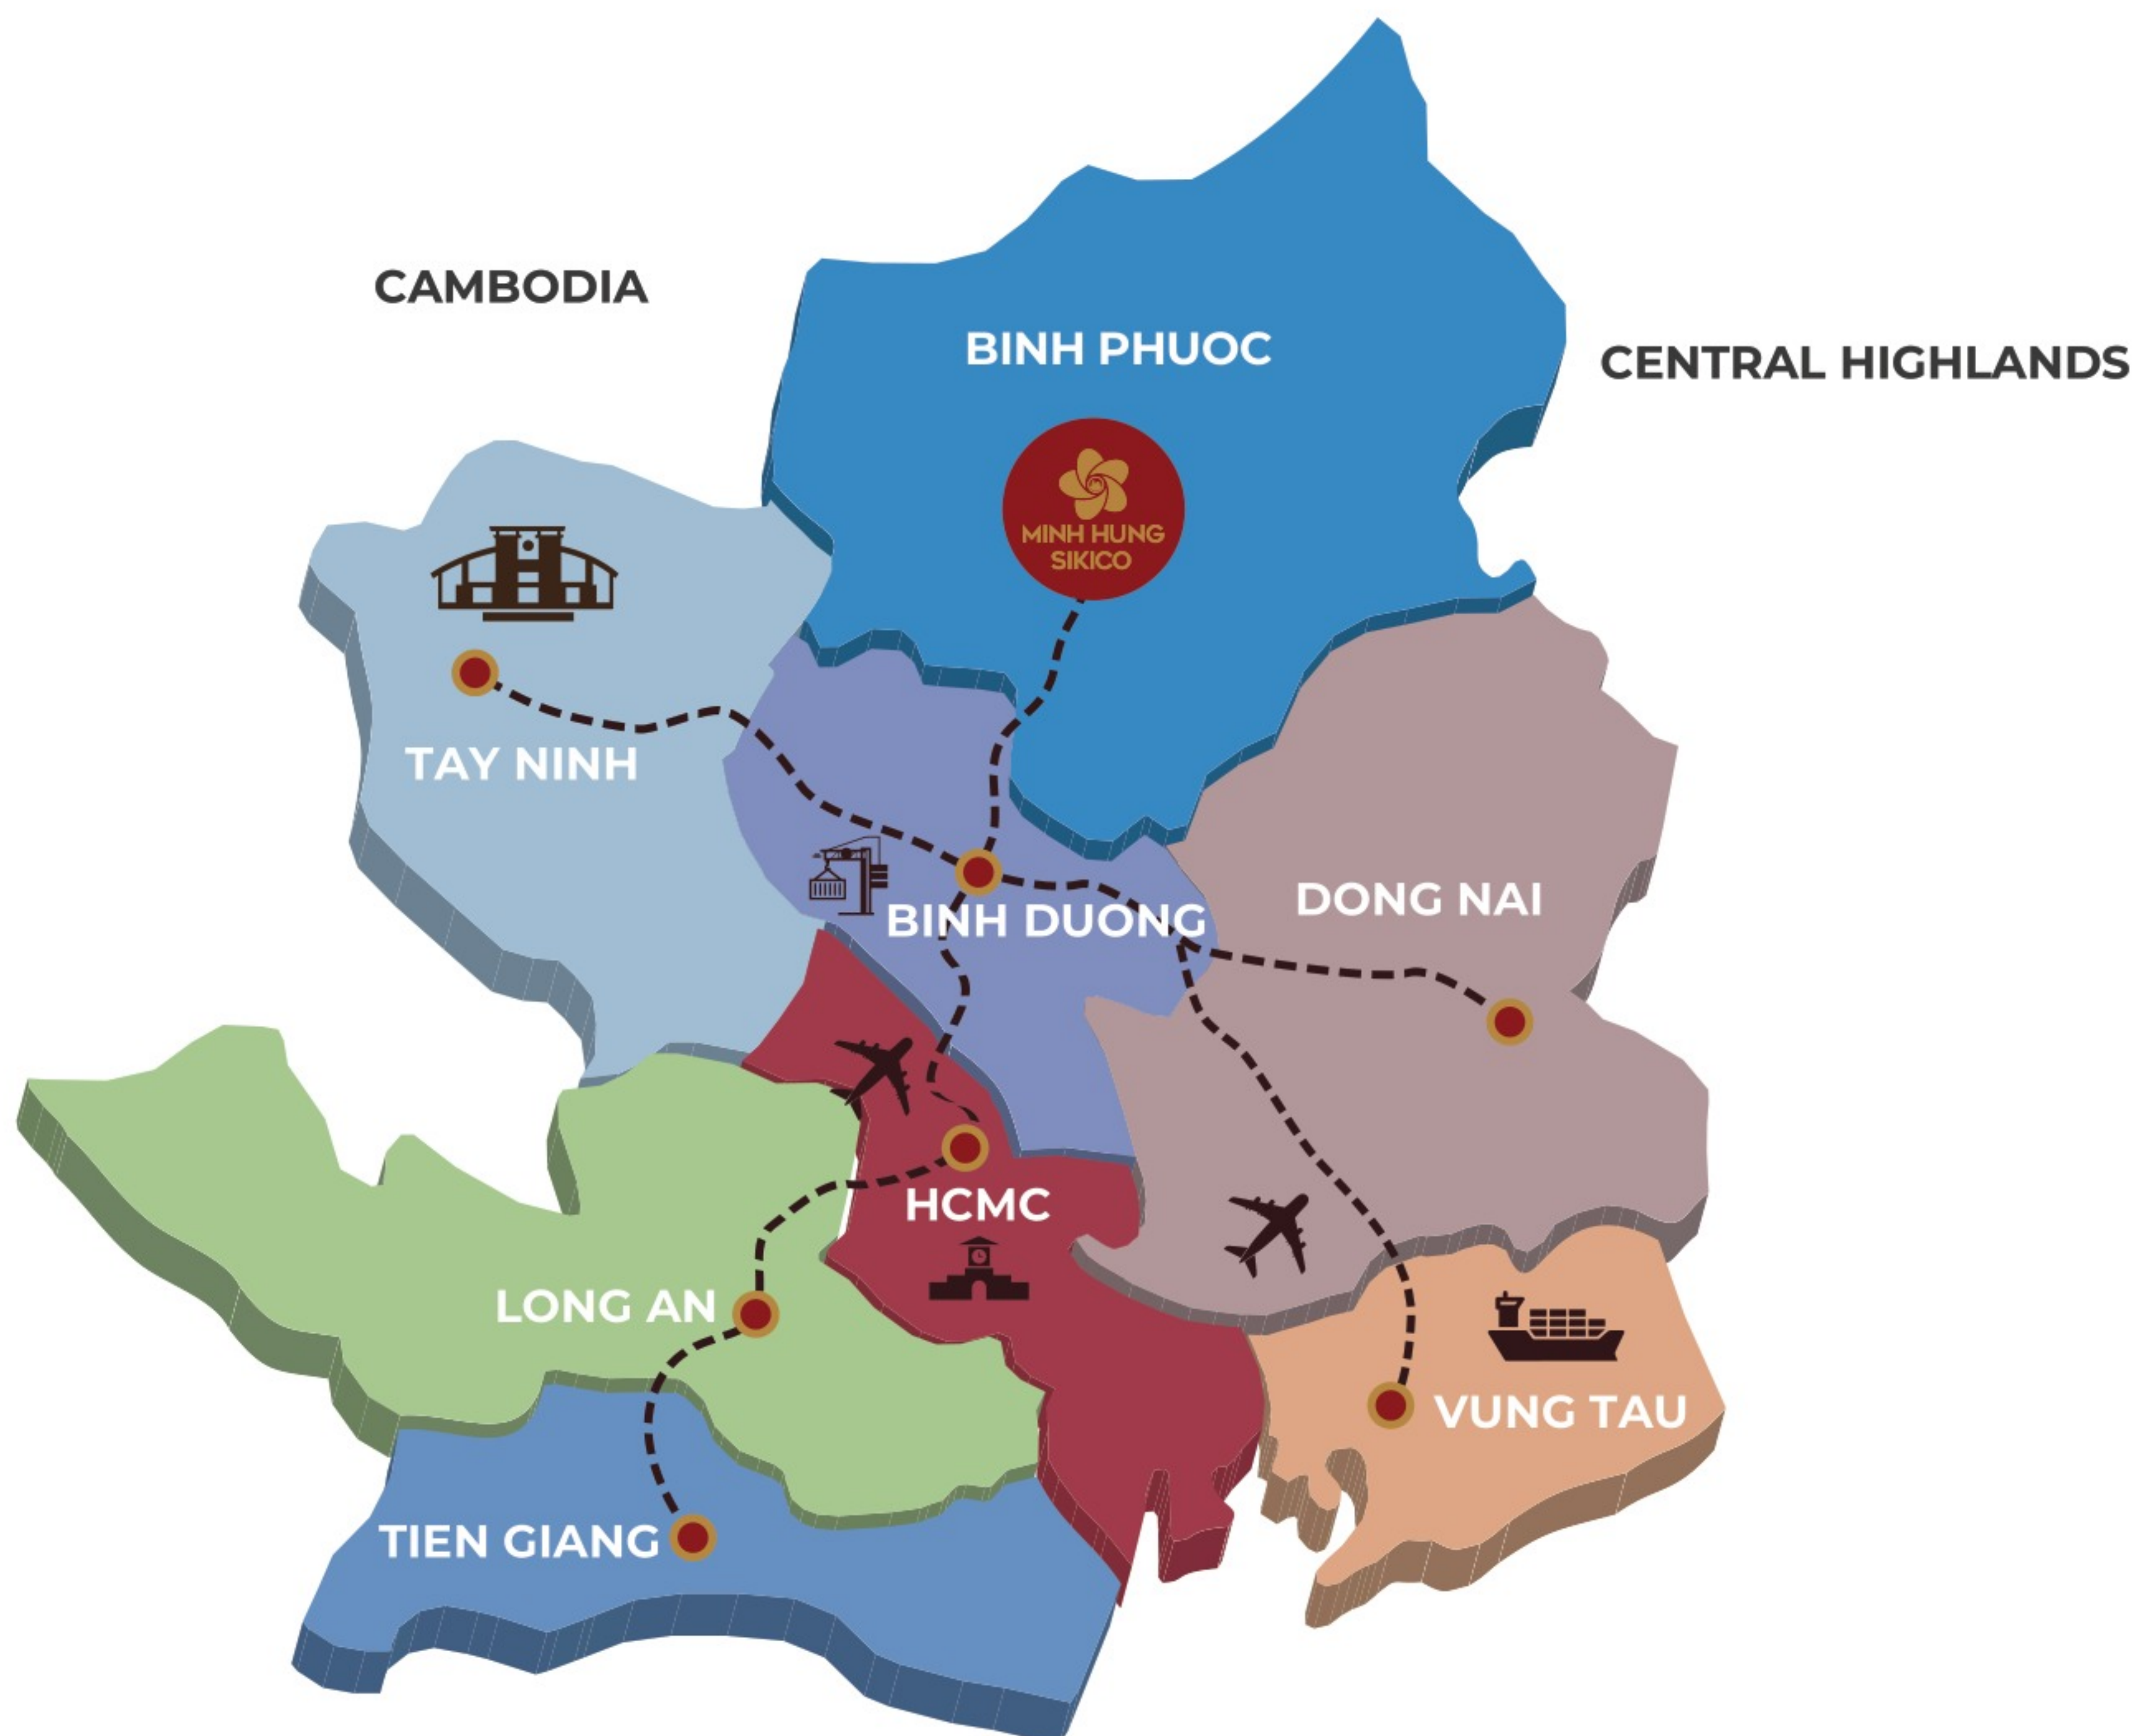 CAMBODIA
BINH PHUOC
CENTRAL HIGHLANDS
MINH HUNG
SIKICO
TAY NINH
DONG NAI
BINH DUONG
HCMC
LONG AN
VUNG TAU
TIEN GIANG